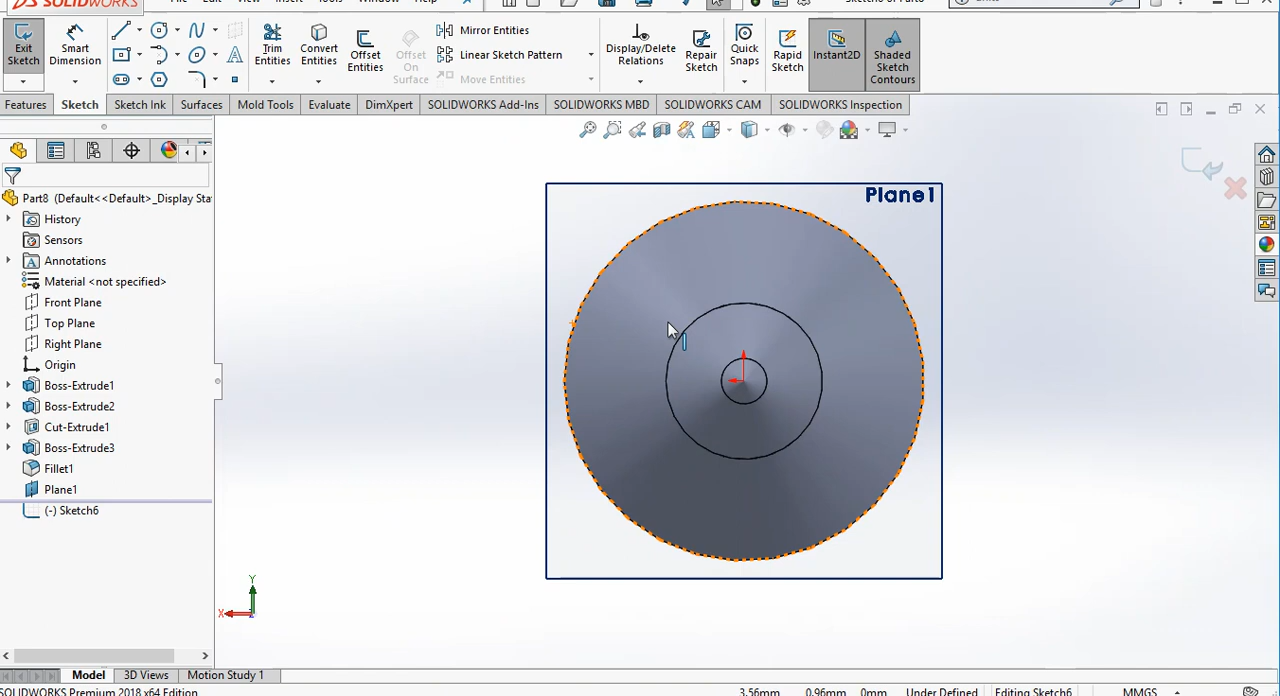 SOLIDWORKS
Exit Sketch
Smart Dimension
Trim Entities
Convert Entities
Offset Entities
Offset On Surface
Mirror Entities
Linear Sketch Pattern
Move Entities
Display/Delete Relations
Repair Sketch
Quick Snaps
Rapid Sketch
Instant2D
Shaded Sketch Contours
Features
Sketch
Sketch Ink
Surfaces
Mold Tools
Evaluate
DimXpert
SOLIDWORKS Add-Ins
SOLIDWORKS MBD
SOLIDWORKS CAM
SOLIDWORKS Inspection
Part8 (Default<<Default>_Display Sta
History
Sensors
Annotations
Material <not specified>
Front Plane
Top Plane
Right Plane
Origin
Boss-Extrude1
Boss-Extrude2
Cut-Extrude1
Boss-Extrude3
Fillet1
Plane1
(-) Sketch6
Plane1
Y
X
Model
3D Views
Motion Study 1
SOLIDWORKS Premium 2018 x64 Edition
3.56mm
0.96mm
0mm
Under Defined
Editing Sketch6
MMGS